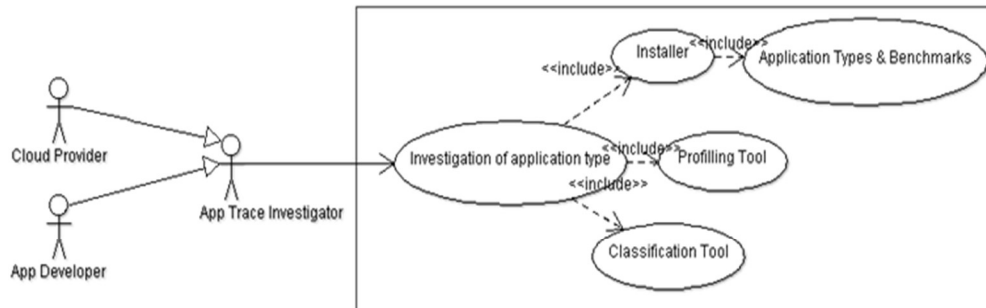 Cloud Provider
App Developer
App Trace Investigator
Investigation of application type
<<include>>
Installer
<<include>>
Application Types & Benchmarks
<<include>>
Profilling Tool
<<include>>
Classification Tool